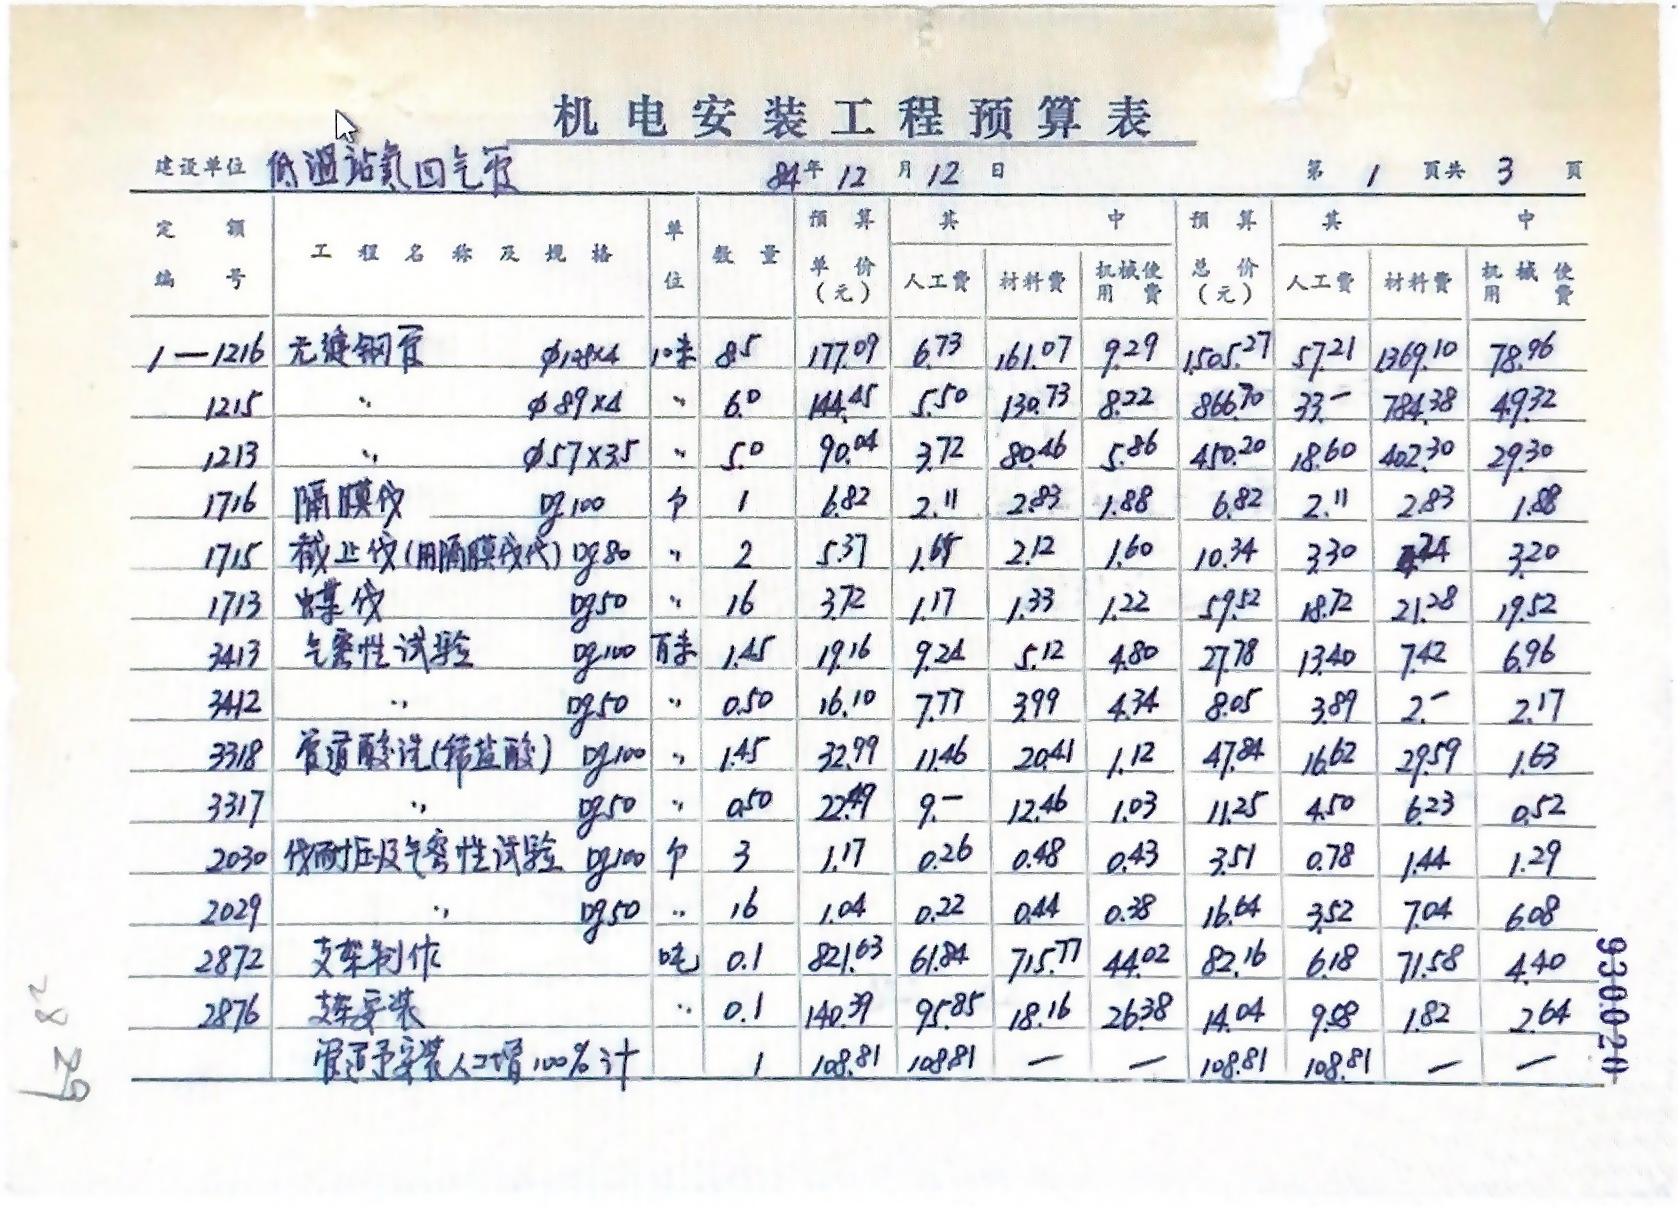 机电安装工程预算表
建设单位 低温站氮回气管 84年12月12日 第1页共3页
定额编号 工程名称及规格 单位 数量 预算单价(元) 其中 人工费 材料费 机械使用费 预算总价(元) 其中 人工费 材料费 机械使用费
1—1216 无缝钢管 φ128×4 10米 8.5 177.09 6.73 161.07 9.29 1505.27 57.21 1369.10 78.96
1215 〃 φ89×4 〃 6.0 144.45 5.50 130.73 8.22 866.70 33.— 784.38 49.32
1213 〃 φ57×3.5 〃 5.0 90.04 3.72 80.46 5.86 450.20 18.60 402.30 29.30
1716 隔膜伐 Dg100 个 1 6.82 2.11 2.83 1.88 6.82 2.11 2.83 1.88
1715 截止伐(用隔膜伐代) Dg80 〃 2 5.37 1.65 2.12 1.60 10.34 3.30 3.20
1713 伐 Dg50 〃 16 3.72 1.17 1.33 1.22 59.52 18.72 21.28 19.52
3413 气密性试验 Dg100 百米 1.45 19.16 9.24 5.12 4.80 27.78 13.40 7.42 6.96
3412 〃 Dg50 〃 0.50 16.10 7.77 3.99 4.34 8.05 3.89 2.— 2.17
3318 管道酸洗(稀盐酸) Dg100 〃 1.45 32.99 11.46 20.41 1.12 47.84 16.62 29.59 1.63
3317 〃 Dg50 〃 0.50 22.49 9.— 12.46 1.03 11.25 4.50 6.23 0.52
2030 伐耐压及气密性试验 Dg100 个 3 1.17 0.26 0.48 0.43 3.51 0.78 1.44 1.29
2029 〃 Dg50 〃 16 1.04 0.22 0.44 0.38 16.64 3.52 7.04 6.08
2872 支架制作 吨 0.1 821.63 61.84 715.77 44.02 82.16 6.18 71.58 4.40
2876 支架安装 〃 0.1 140.39 95.85 18.16 26.38 14.04 9.58 1.82 2.64
管道予安装人工增100%计 1 108.81 108.81 — — 108.81 108.81 — —
930020